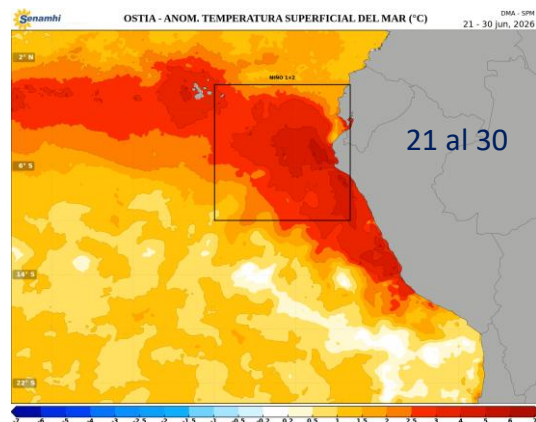 Senamhi
OSTIA - ANOM. TEMPERATURA SUPERFICIAL DEL MAR (°C)
DMA - SPM
21 - 30 jun, 2026
2° N
NIÑO 1+2
21 al 30
6° S
14° S
22° S
-7 -6 -5 -4 -3 -2.5 -2 -1.5 -1 -0.5 -0.2 0.2 0.5 1 1.5 2 2.5 3 4 5 6 7